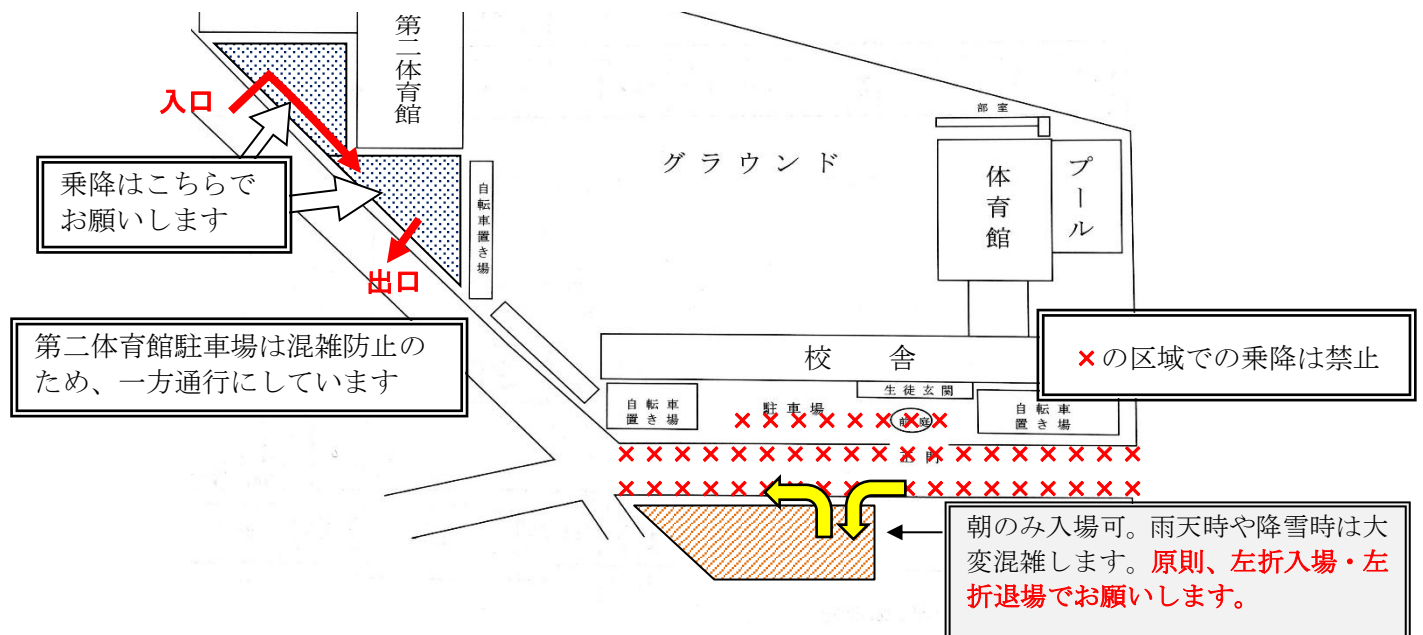 第二体育館
入口
部室
グラウンド
体育館
プール
乗降はこちらで
お願いします
自転車置き場
出口
第二体育館駐車場は混雑防止の
ため、一方通行にしています
校舎
×の区域での乗降は禁止
生徒玄関
自転車
置き場
駐車場
前庭
自転車
置き場
正門
朝のみ入場可。雨天時や降雪時は大
変混雑します。原則、左折入場・左
折退場でお願いします。